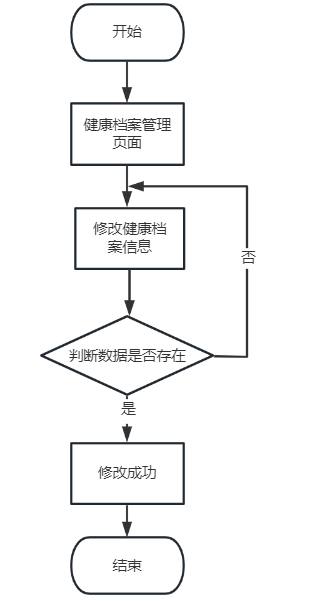 开始
健康档案管理
页面
修改健康档
案信息
否
判断数据是否存在
是
修改成功
结束